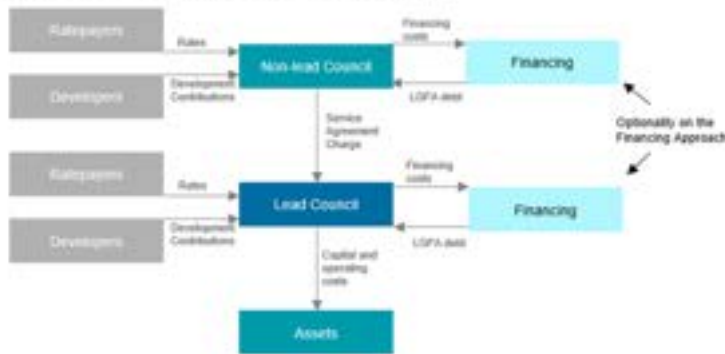 Ratepayers
Rates
Financing
costs
Non-lead Council
Financing
Developers
Development
Contributions
LGFA debt
Optionality on the
Financing Approach
Service
Agreement
Charge
Ratepayers
Rates
Financing
costs
Lead Council
Financing
Developers
Development
Contributions
LGFA debt
Capital and
operating
costs
Assets